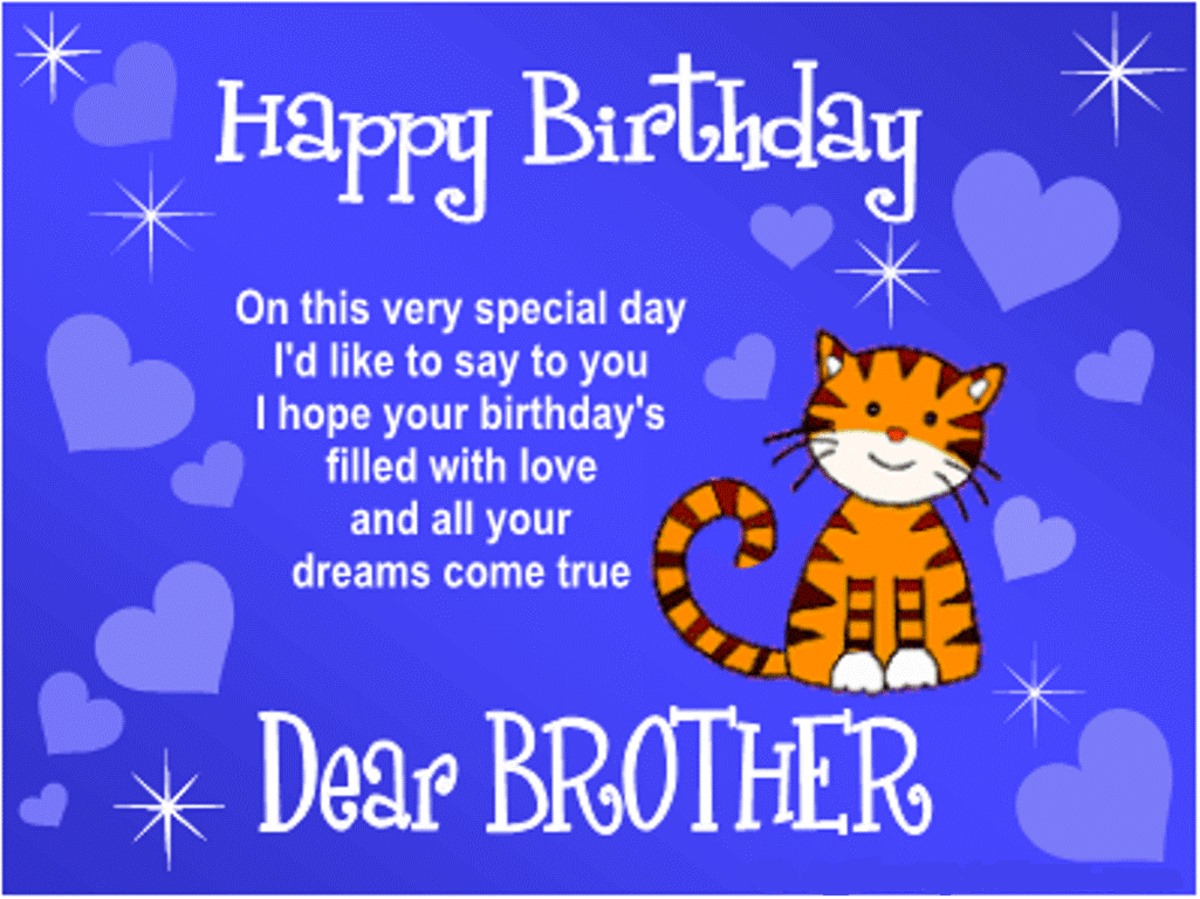 Happy Birthday
On this very special day
I'd like to say to you
I hope your birthday's
filled with love
and all your
dreams come true
Dear BROTHER